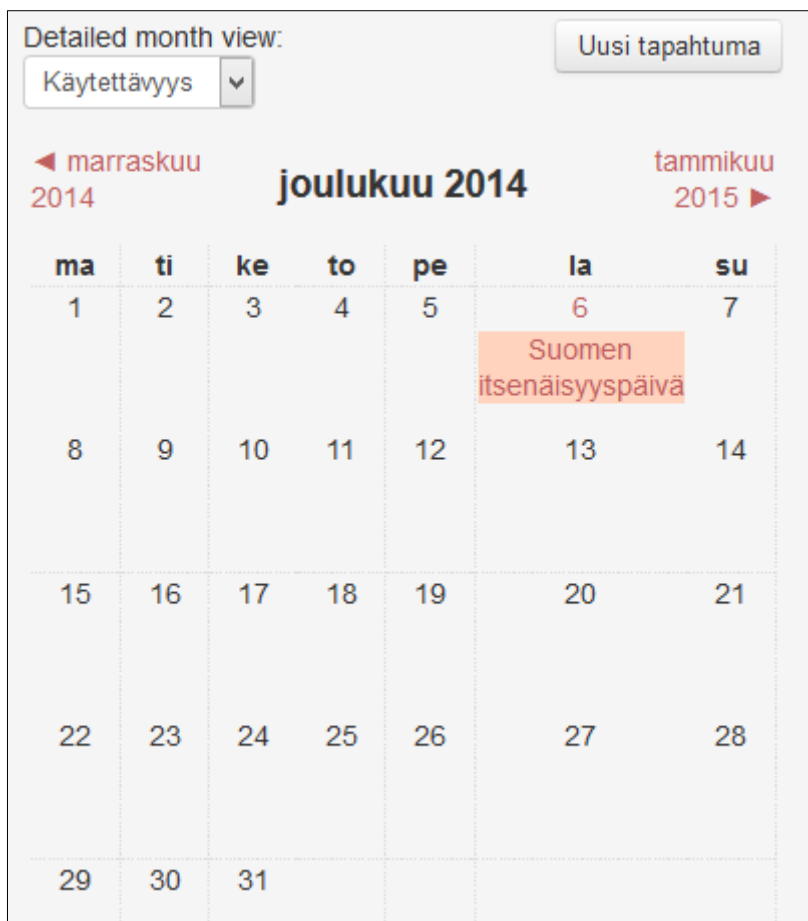 Detailed month view:
Uusi tapahtuma
Käytettävyys
◄ marraskuu
2014
joulukuu 2014
tammikuu
2015 ►
ma ti ke to pe la su
1 2 3 4 5 6 7
Suomen
itsenäisyyspäivä
8 9 10 11 12 13 14
15 16 17 18 19 20 21
22 23 24 25 26 27 28
29 30 31